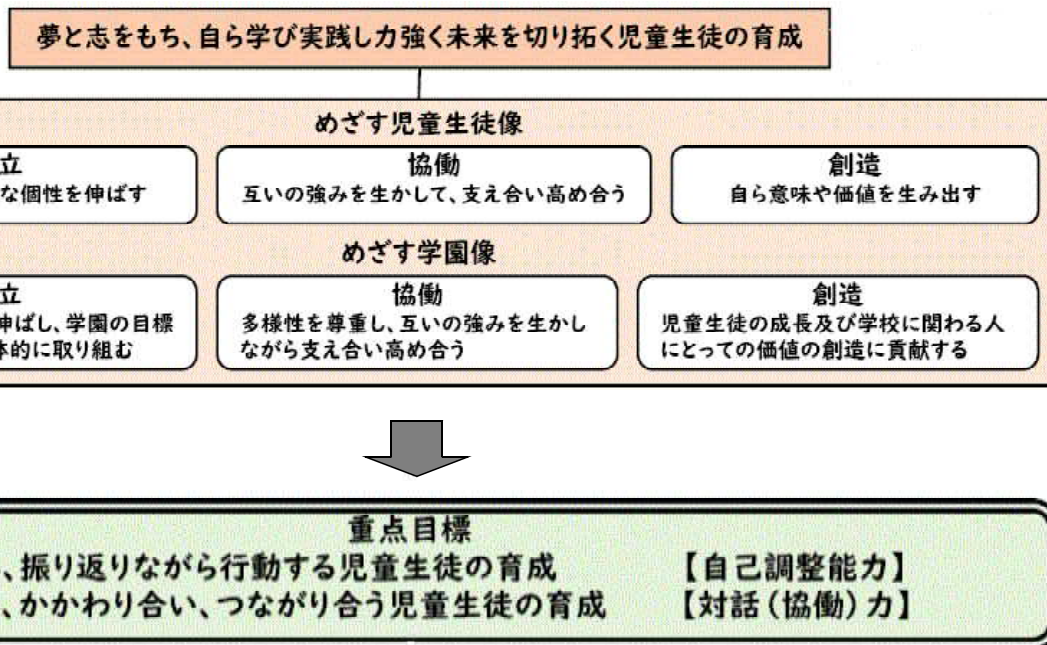 夢と志をもち、自ら学び実践し力強く未来を切り拓く児童生徒の育成
めざす児童生徒像
立
な個性を伸ばす
協働
互いの強みを生かして、支え合い高め合う
創造
自ら意味や価値を生み出す
めざす学園像
立
伸ばし、学園の目標
体的に取り組む
協働
多様性を尊重し、互いの強みを生かし
ながら支え合い高め合う
創造
児童生徒の成長及び学校に関わる人
にとっての価値の創造に貢献する
重点目標
、振り返りながら行動する児童生徒の育成 【自己調整能力】
、かかわり合い、つながり合う児童生徒の育成 【対話(協働)力】